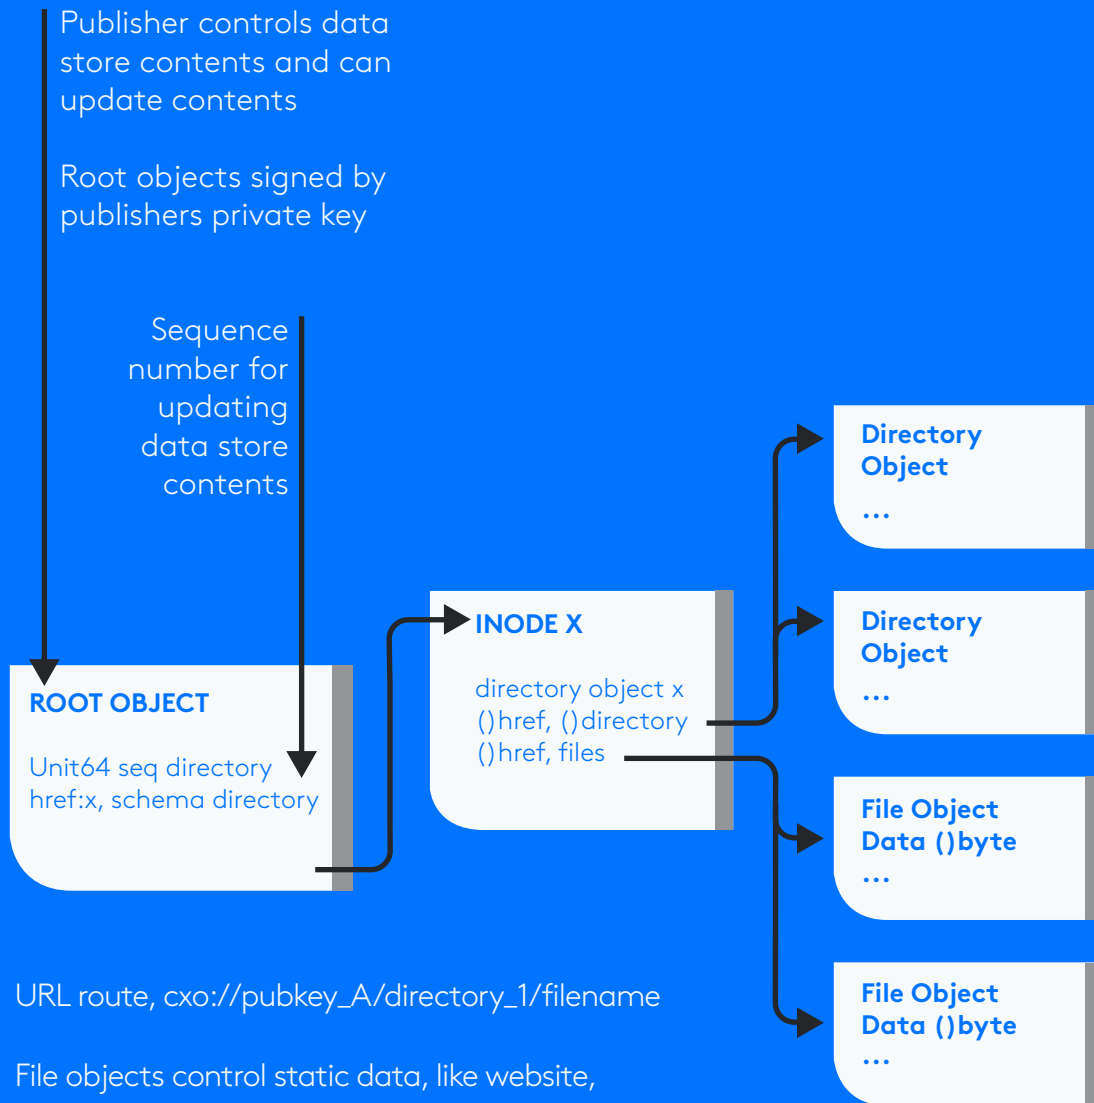 Publisher controls data
store contents and can
update contents
Root objects signed by
publishers private key
Sequence
number for
updating
data store
contents
Directory
Object
...
INODE X
directory object x
()href, ()directory
()href, files
Directory
Object
...
ROOT OBJECT
Unit64 seq directory
href:x, schema directory
File Object
Data ()byte
...
File Object
Data ()byte
...
URL route, cxo://pubkey_A/directory_1/filename
File objects control static data, like website,